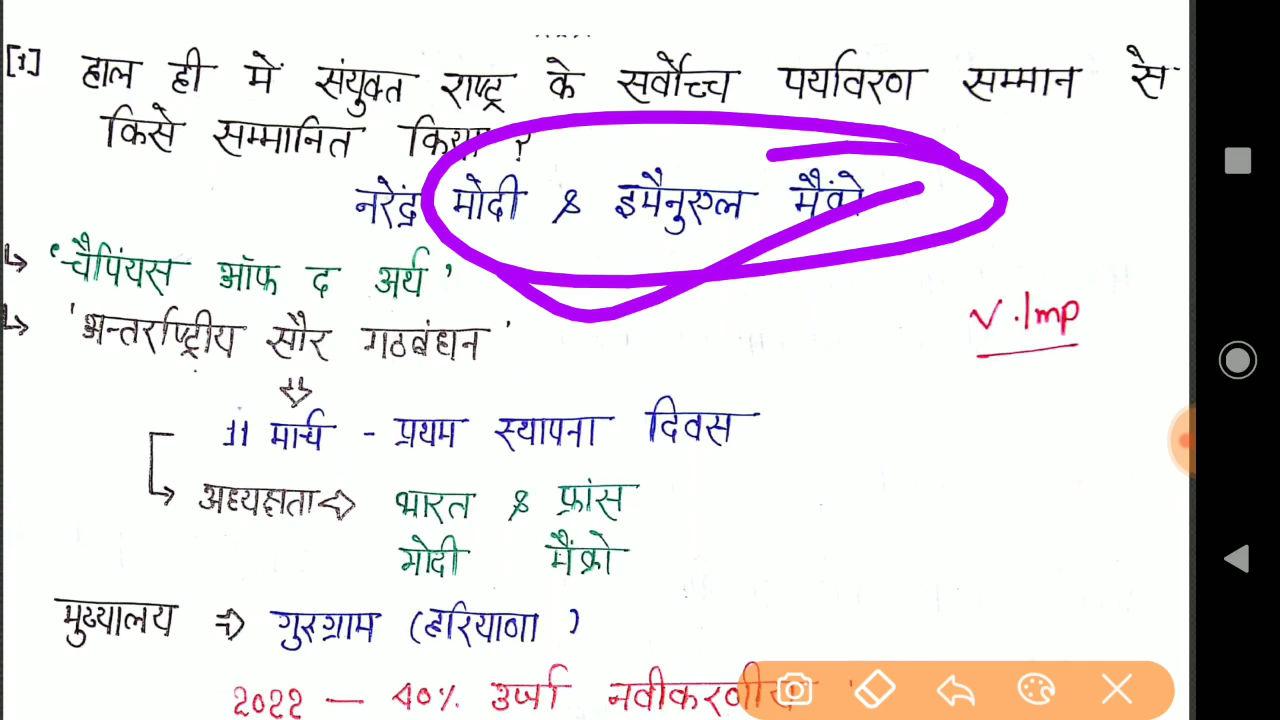 [1] हाल ही में संयुक्त राष्ट्र के सर्वोच्च पर्यावरण सम्मान से
किसे सम्मानित किया ?
नरेंद्र मोदी & इमैनुएल मैंक्रो
↳ 'चैपिंयस ऑफ द अर्थ'
↳ 'अन्तर्राष्ट्रीय सौर गठबंधन'
V.Imp
11 मार्च - प्रथम स्थापना दिवस
अध्यक्षता ⇒ भारत & फ्रांस
मोदी मैंक्रो
मुख्यालय ⇒ गुरुग्राम (हरियाणा)
2022 — 40% उर्जा नवीकरणीय